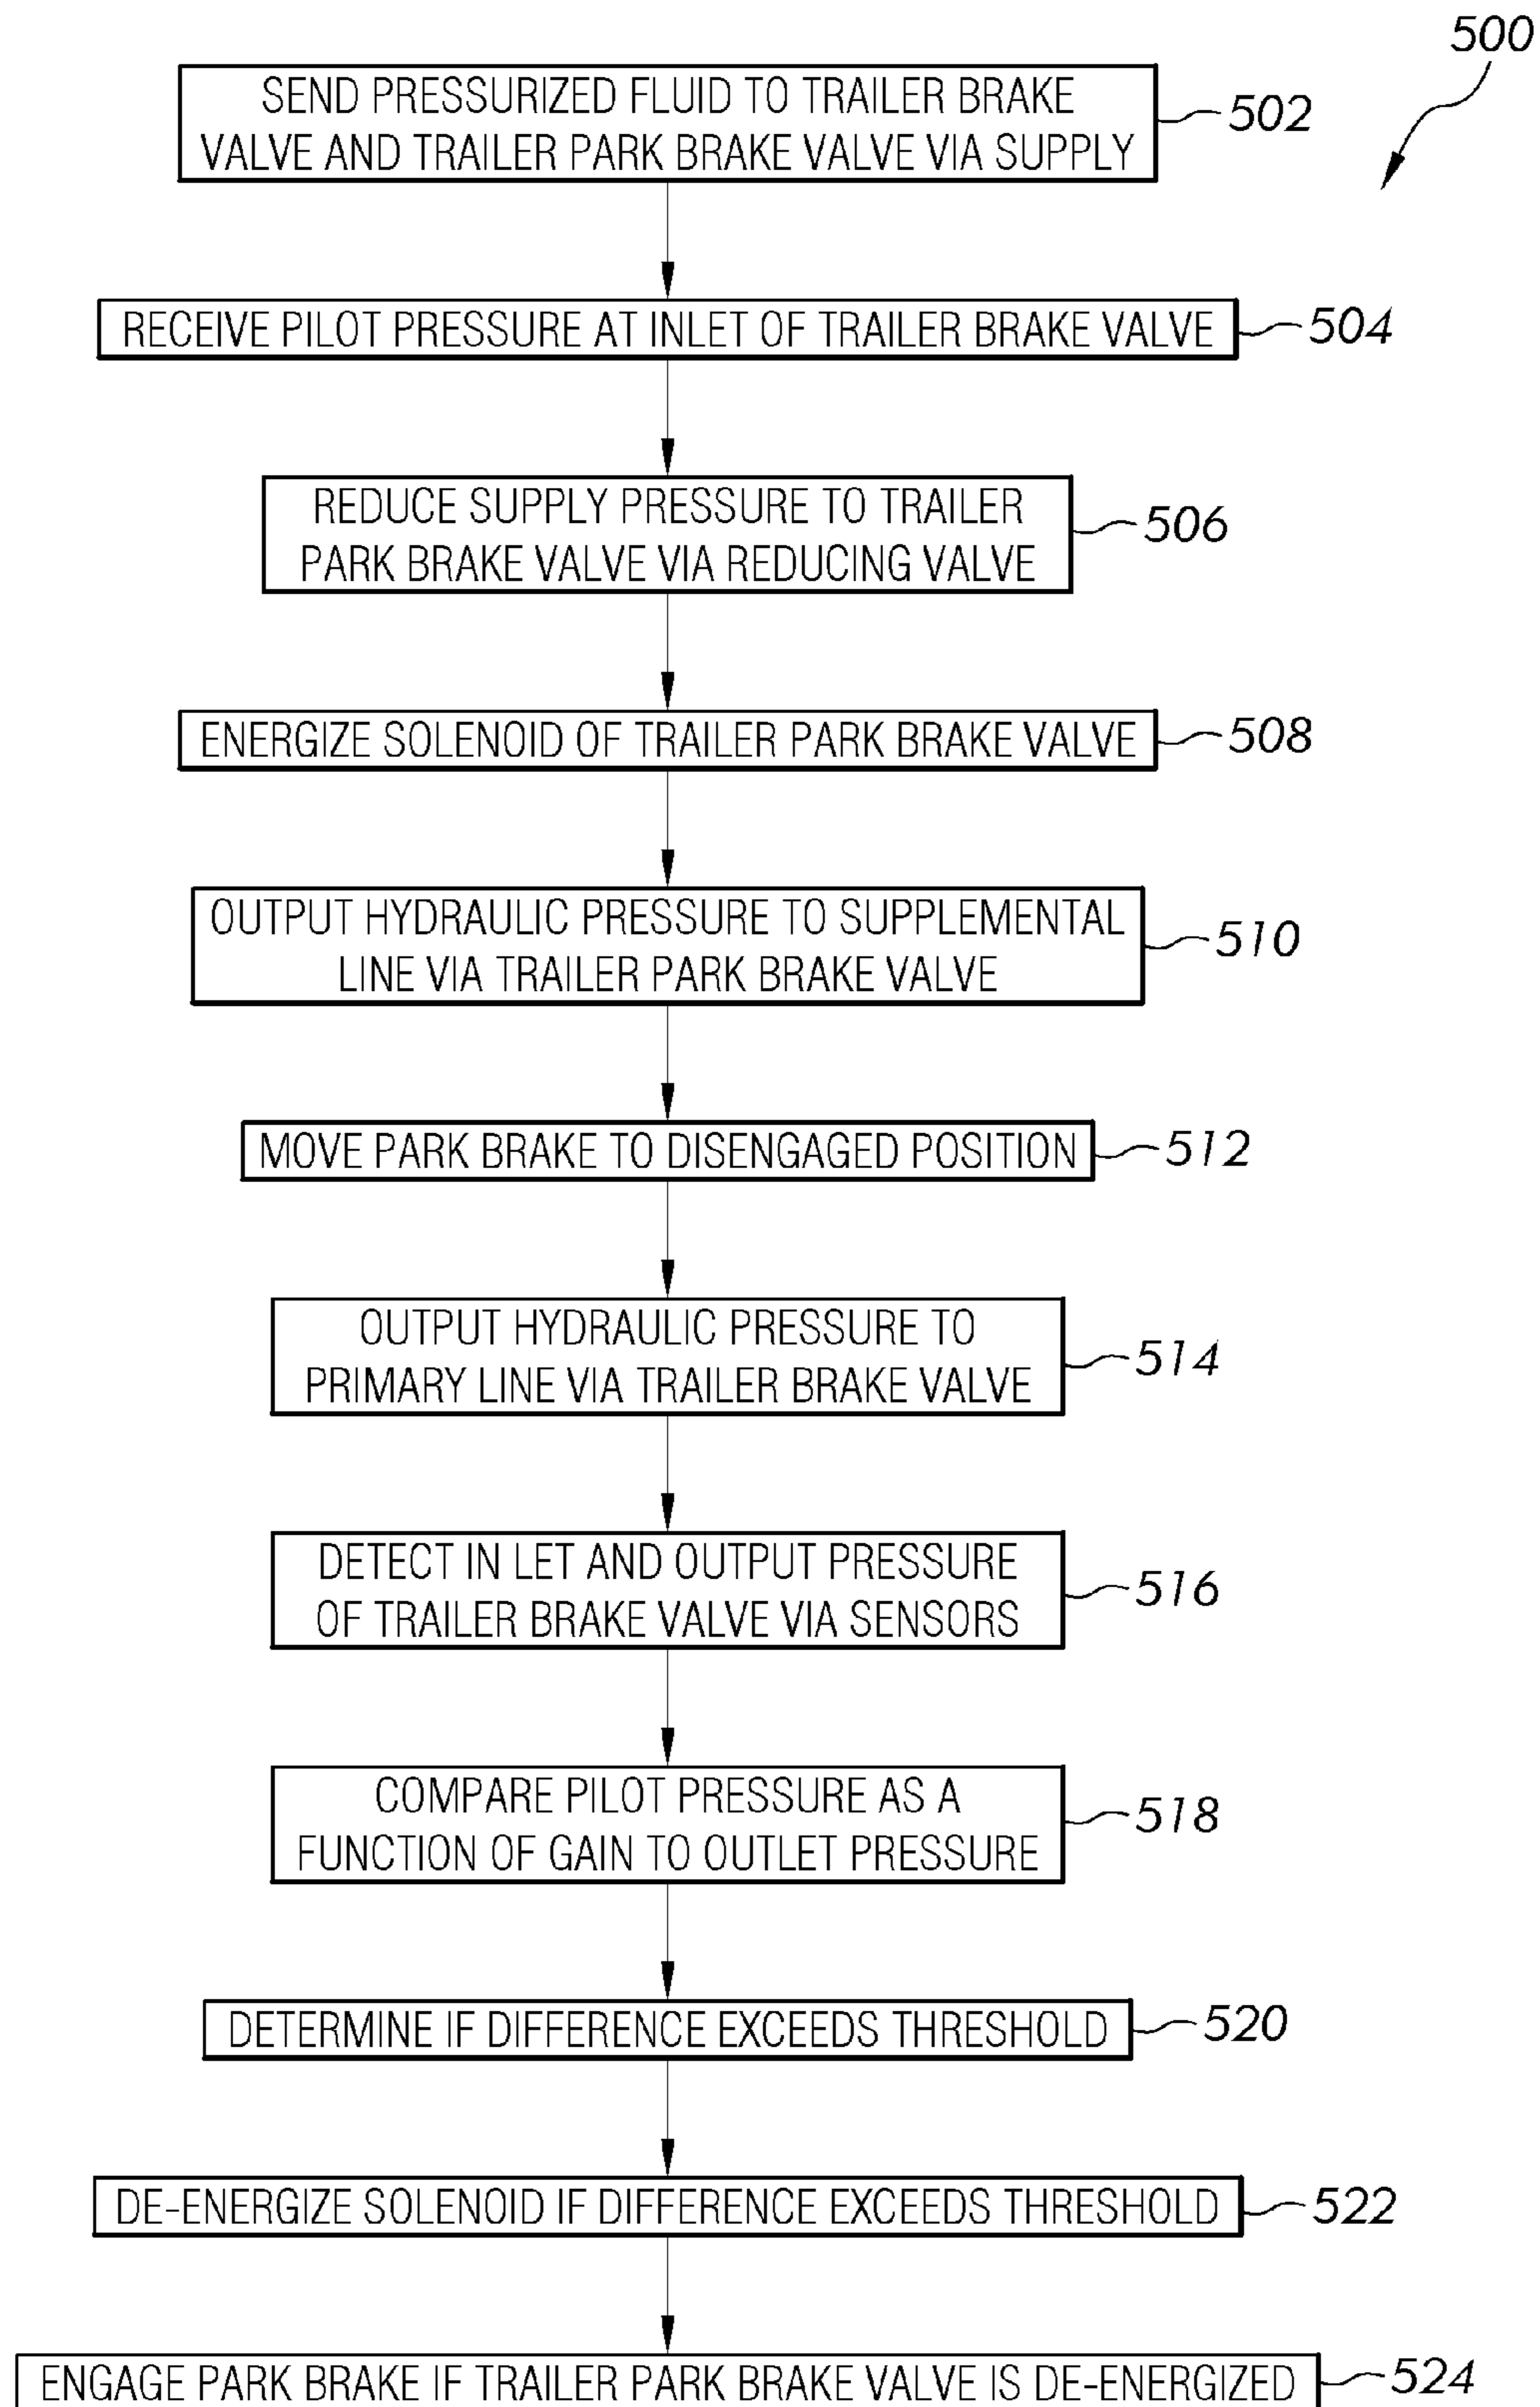 500
SEND PRESSURIZED FLUID TO TRAILER BRAKE
VALVE AND TRAILER PARK BRAKE VALVE VIA SUPPLY
502
RECEIVE PILOT PRESSURE AT INLET OF TRAILER BRAKE VALVE
504
REDUCE SUPPLY PRESSURE TO TRAILER
PARK BRAKE VALVE VIA REDUCING VALVE
506
ENERGIZE SOLENOID OF TRAILER PARK BRAKE VALVE
508
OUTPUT HYDRAULIC PRESSURE TO SUPPLEMENTAL
LINE VIA TRAILER PARK BRAKE VALVE
510
MOVE PARK BRAKE TO DISENGAGED POSITION
512
OUTPUT HYDRAULIC PRESSURE TO
PRIMARY LINE VIA TRAILER BRAKE VALVE
514
DETECT IN LET AND OUTPUT PRESSURE
OF TRAILER BRAKE VALVE VIA SENSORS
516
COMPARE PILOT PRESSURE AS A
FUNCTION OF GAIN TO OUTLET PRESSURE
518
DETERMINE IF DIFFERENCE EXCEEDS THRESHOLD
520
DE-ENERGIZE SOLENOID IF DIFFERENCE EXCEEDS THRESHOLD
522
ENGAGE PARK BRAKE IF TRAILER PARK BRAKE VALVE IS DE-ENERGIZED
524